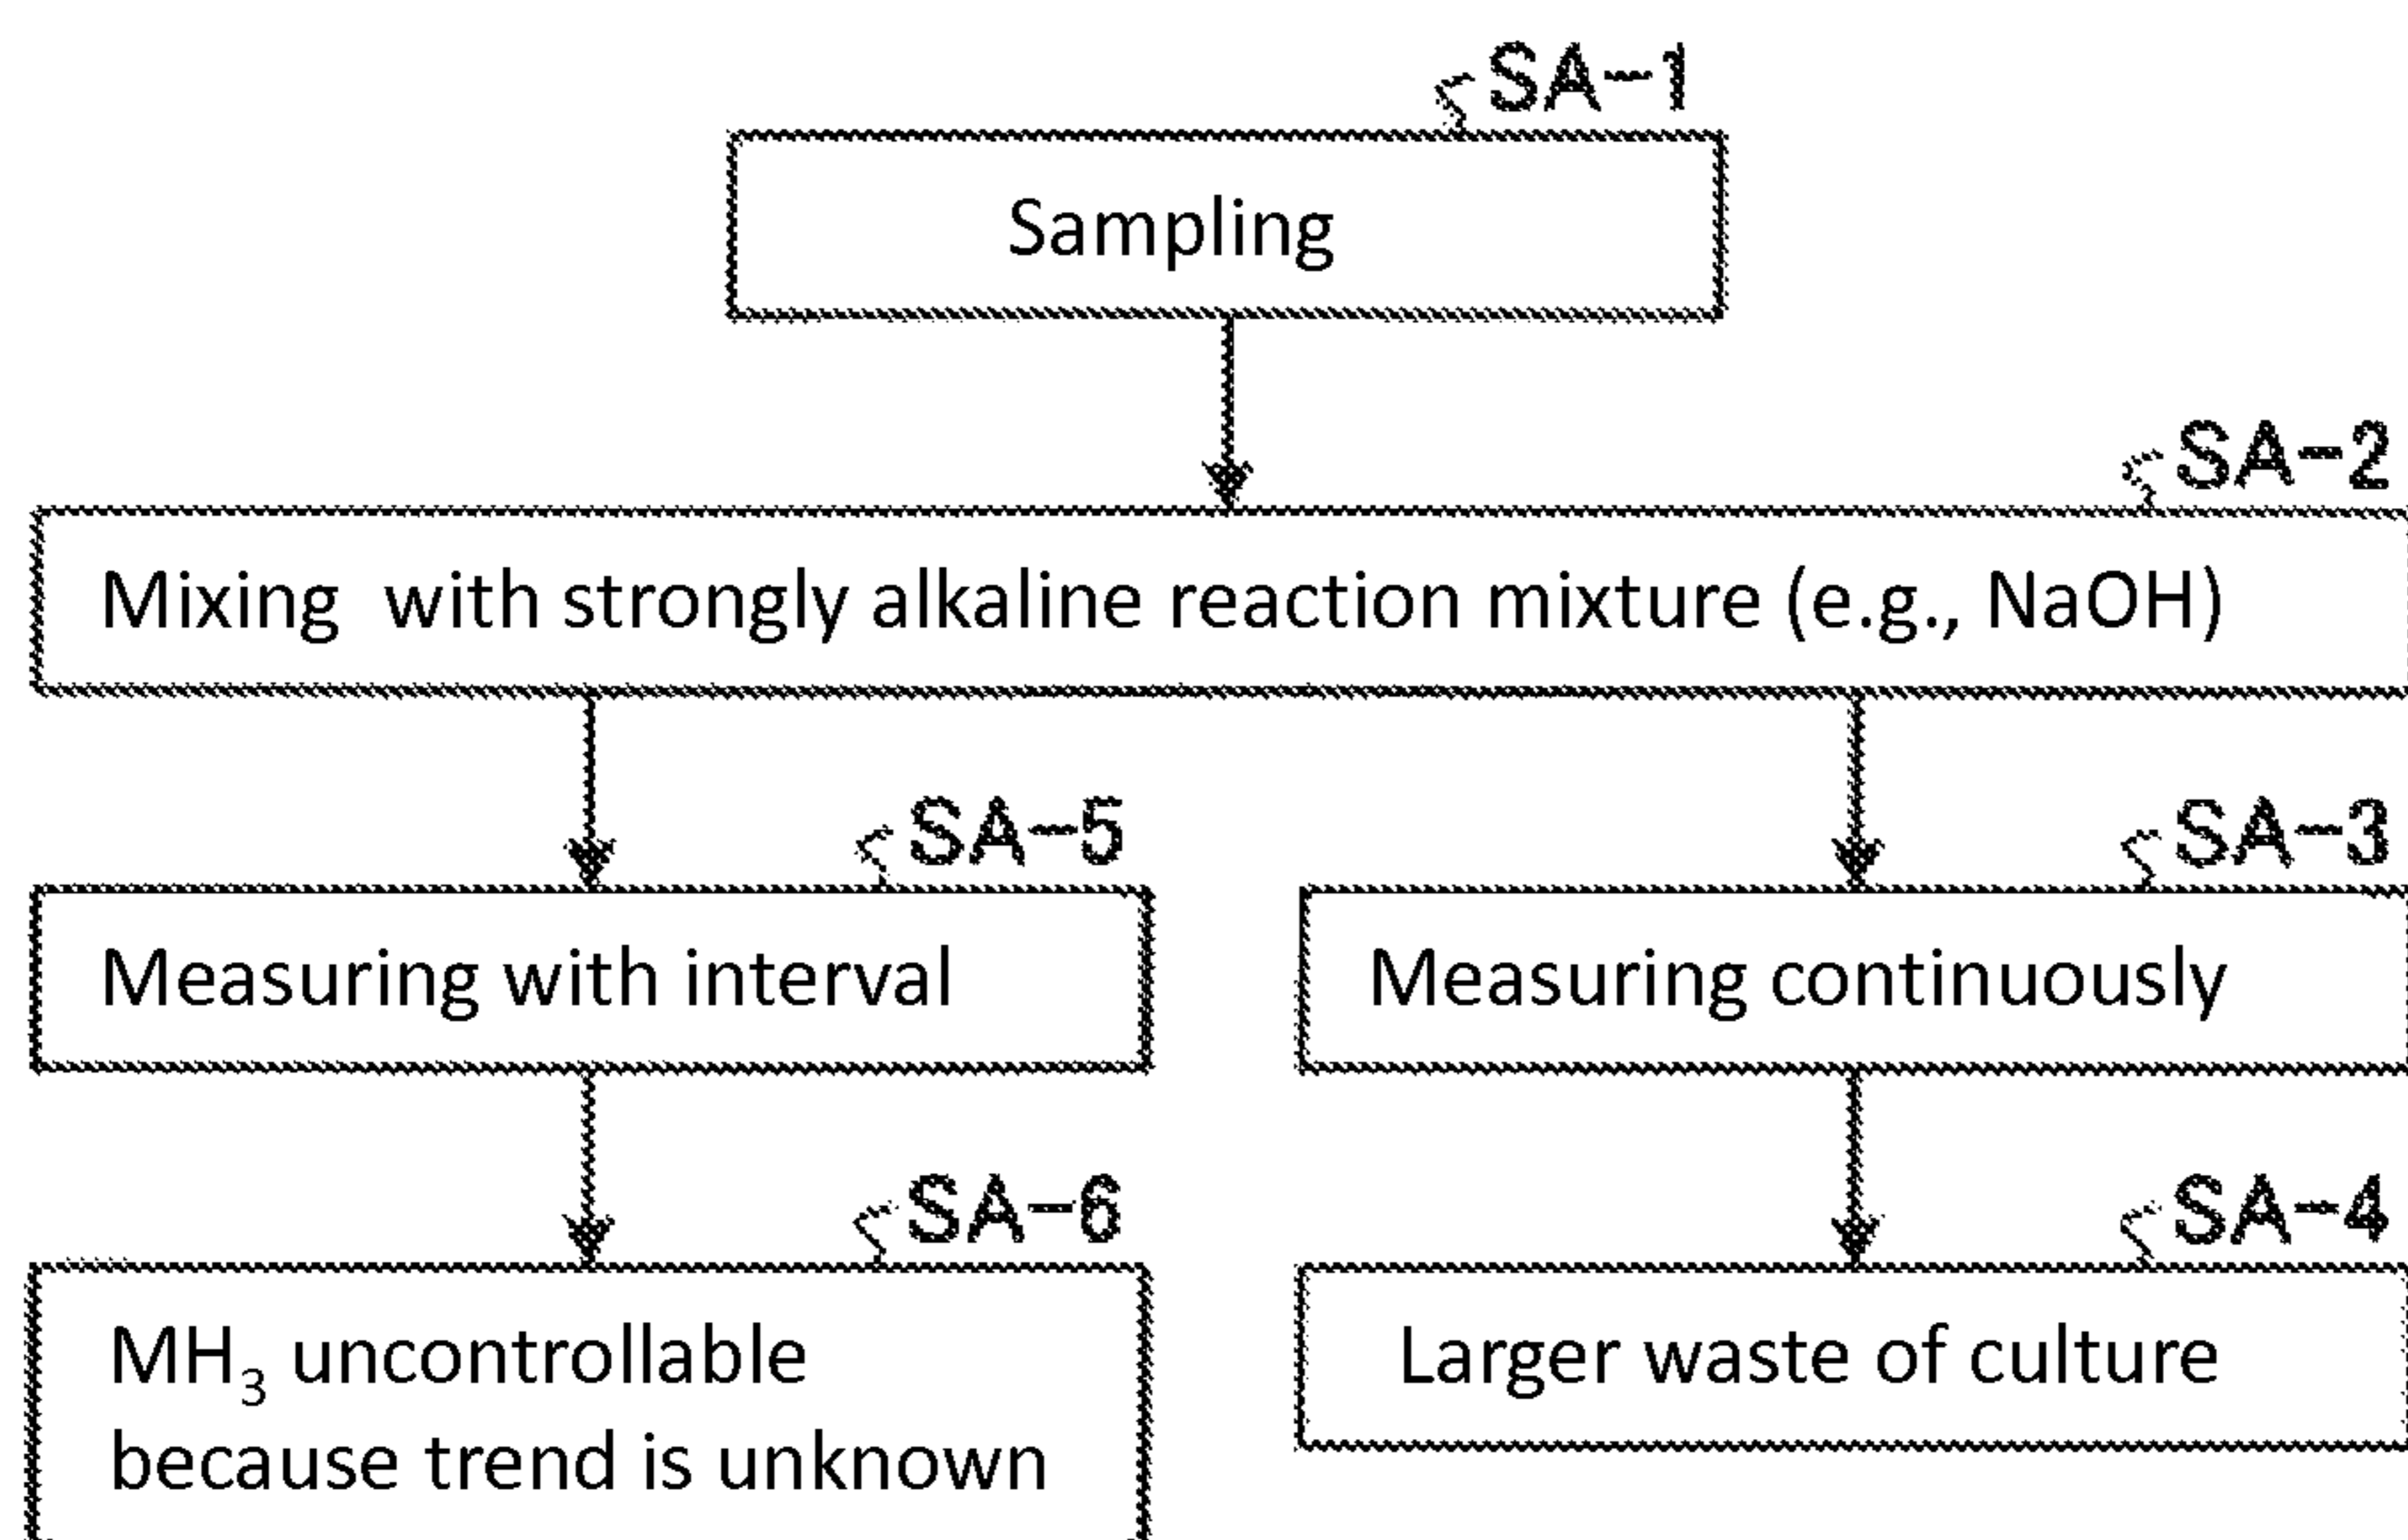 SA-1
Sampling
SA-2
Mixing with strongly alkaline reaction mixture (e.g., NaOH)
SA-5
SA-3
Measuring with interval
Measuring continuously
SA-6
SA-4
MH₃ uncontrollable
because trend is unknown
Larger waste of culture